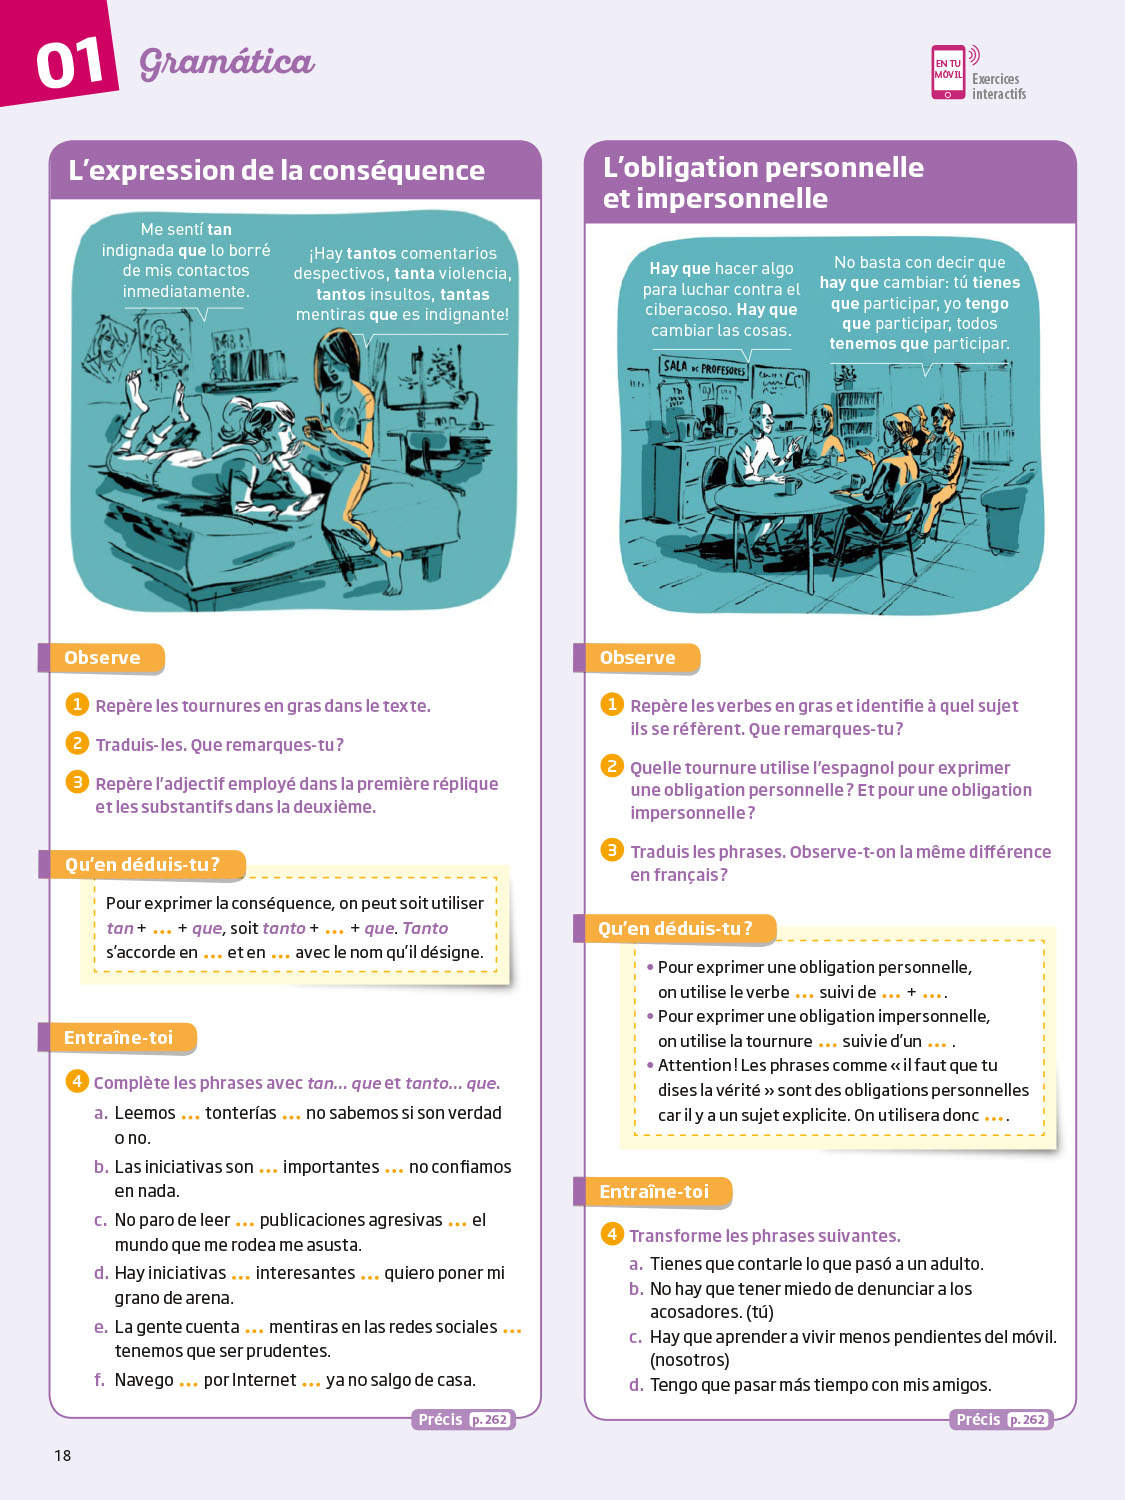 01
Gramática
EN TU
MÓVIL
Exercices
interactifs
L'expression de la conséquence
Me sentí tan
indignada que lo borré
de mis contactos
inmediatamente.
¡Hay tantos comentarios
despectivos, tanta violencia,
tantos insultos, tantas
mentiras que es indignante!
Observe
1 Repère les tournures en gras dans le texte.
2 Traduis-les. Que remarques-tu ?
3 Repère l'adjectif employé dans la première réplique
et les substantifs dans la deuxième.
Qu'en déduis-tu ?
Pour exprimer la conséquence, on peut soit utiliser
tan + ... + que, soit tanto + ... + que. Tanto
s'accorde en ... et en ... avec le nom qu'il désigne.
Entraîne-toi
4 Complète les phrases avec tan... que et tanto... que.
a. Leemos ... tonterías ... no sabemos si son verdad
o no.
b. Las iniciativas son ... importantes ... no confiamos
en nada.
c. No paro de leer ... publicaciones agresivas ... el
mundo que me rodea me asusta.
d. Hay iniciativas ... interesantes ... quiero poner mi
grano de arena.
e. La gente cuenta ... mentiras en las redes sociales ...
tenemos que ser prudentes.
f. Navego ... por Internet ... ya no salgo de casa.
Précis p. 262
L'obligation personnelle
et impersonnelle
Hay que hacer algo
para luchar contra el
ciberacoso. Hay que
cambiar las cosas.
No basta con decir que
hay que cambiar: tú tienes
que participar, yo tengo
que participar, todos
tenemos que participar.
SALA DE PROFESORES
Observe
1 Repère les verbes en gras et identifie à quel sujet
ils se réfèrent. Que remarques-tu ?
2 Quelle tournure utilise l'espagnol pour exprimer
une obligation personnelle ? Et pour une obligation
impersonnelle ?
3 Traduis les phrases. Observe-t-on la même différence
en français ?
Qu'en déduis-tu ?
• Pour exprimer une obligation personnelle,
on utilise le verbe ... suivi de ... + ... .
• Pour exprimer une obligation impersonnelle,
on utilise la tournure ... suivie d'un ... .
• Attention ! Les phrases comme « il faut que tu
dises la vérité » sont des obligations personnelles
car il y a un sujet explicite. On utilisera donc ... .
Entraîne-toi
4 Transforme les phrases suivantes.
a. Tienes que contarle lo que pasó a un adulto.
b. No hay que tener miedo de denunciar a los
acosadores. (tú)
c. Hay que aprender a vivir menos pendientes del móvil.
(nosotros)
d. Tengo que pasar más tiempo con mis amigos.
Précis p. 262
18